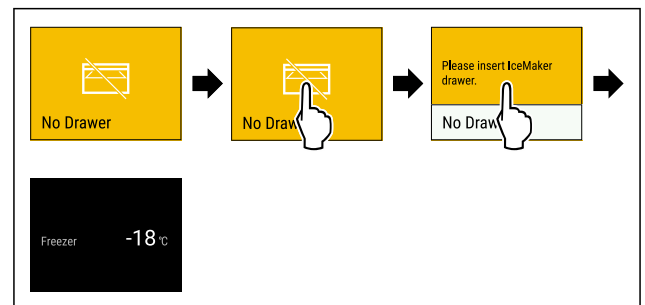 No Drawer
No Draw
Please insert IceMaker
drawer.
No Draw
Freezer -18 °C